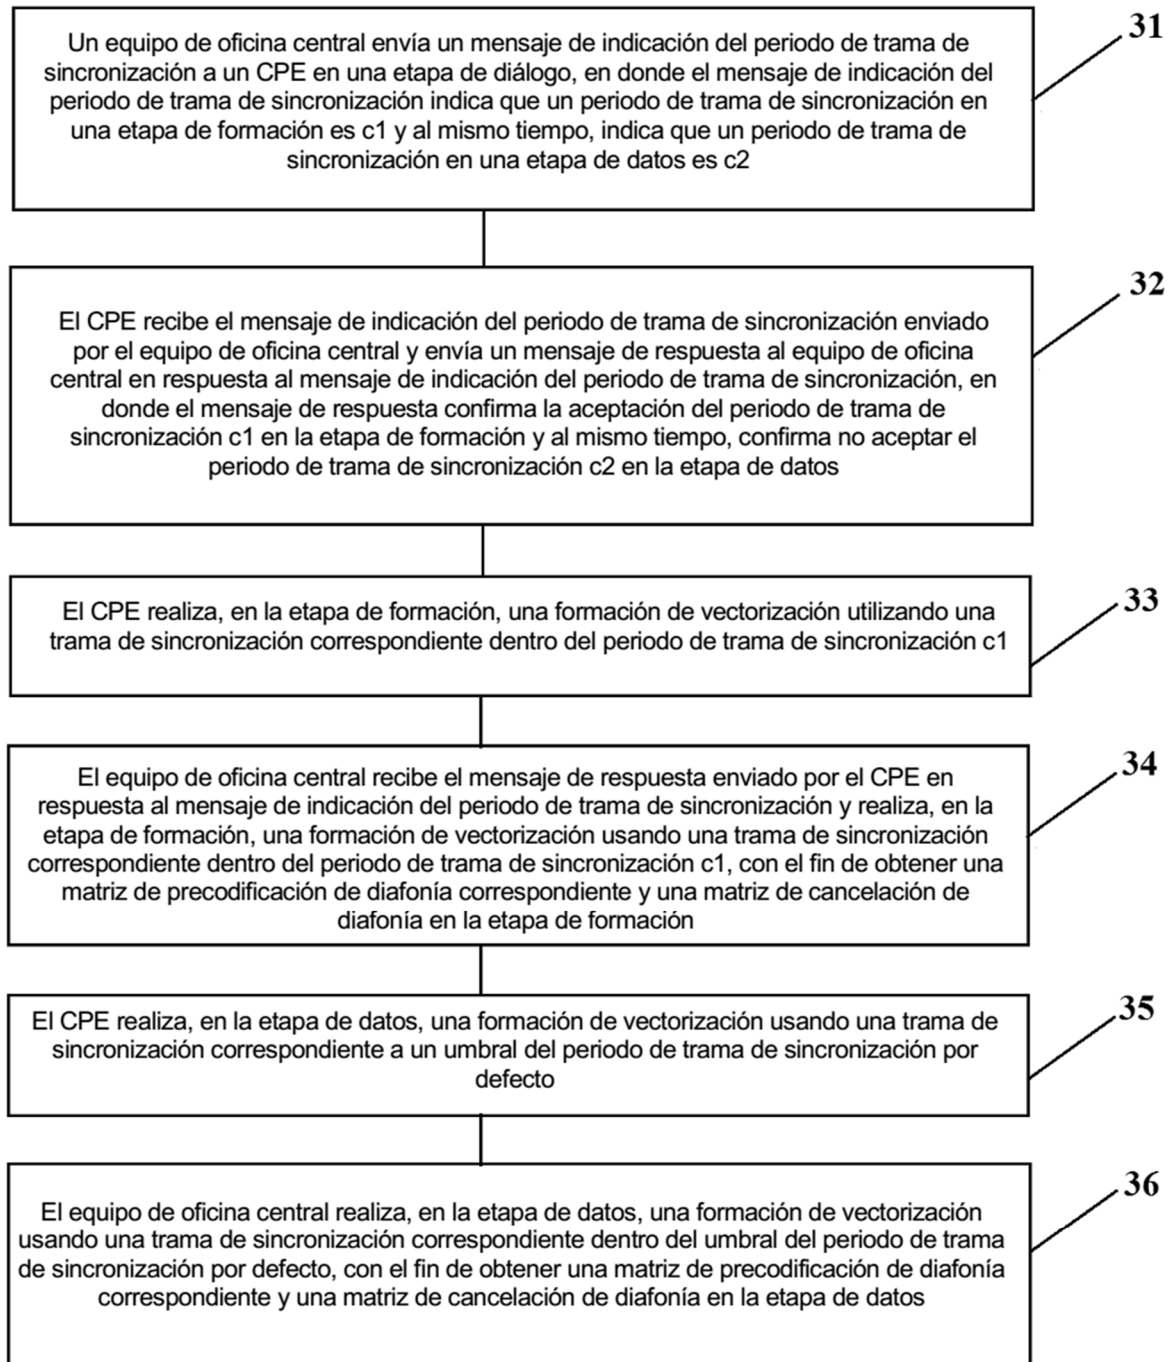 31
Un equipo de oficina central envía un mensaje de indicación del periodo de trama de
sincronización a un CPE en una etapa de diálogo, en donde el mensaje de indicación del
periodo de trama de sincronización indica que un periodo de trama de sincronización en
una etapa de formación es c1 y al mismo tiempo, indica que un periodo de trama de
sincronización en una etapa de datos es c2
32
El CPE recibe el mensaje de indicación del periodo de trama de sincronización enviado
por el equipo de oficina central y envía un mensaje de respuesta al equipo de oficina
central en respuesta al mensaje de indicación del periodo de trama de sincronización, en
donde el mensaje de respuesta confirma la aceptación del periodo de trama de
sincronización c1 en la etapa de formación y al mismo tiempo, confirma no aceptar el
periodo de trama de sincronización c2 en la etapa de datos
33
El CPE realiza, en la etapa de formación, una formación de vectorización utilizando una
trama de sincronización correspondiente dentro del periodo de trama de sincronización c1
34
El equipo de oficina central recibe el mensaje de respuesta enviado por el CPE en
respuesta al mensaje de indicación del periodo de trama de sincronización y realiza, en la
etapa de formación, una formación de vectorización usando una trama de sincronización
correspondiente dentro del periodo de trama de sincronización c1, con el fin de obtener una
matriz de precodificación de diafonía correspondiente y una matriz de cancelación de
diafonía en la etapa de formación
35
El CPE realiza, en la etapa de datos, una formación de vectorización usando una trama de
sincronización correspondiente a un umbral del periodo de trama de sincronización por
defecto
36
El equipo de oficina central realiza, en la etapa de datos, una formación de vectorización
usando una trama de sincronización correspondiente dentro del umbral del periodo de trama
de sincronización por defecto, con el fin de obtener una matriz de precodificación de diafonía
correspondiente y una matriz de cancelación de diafonía en la etapa de datos